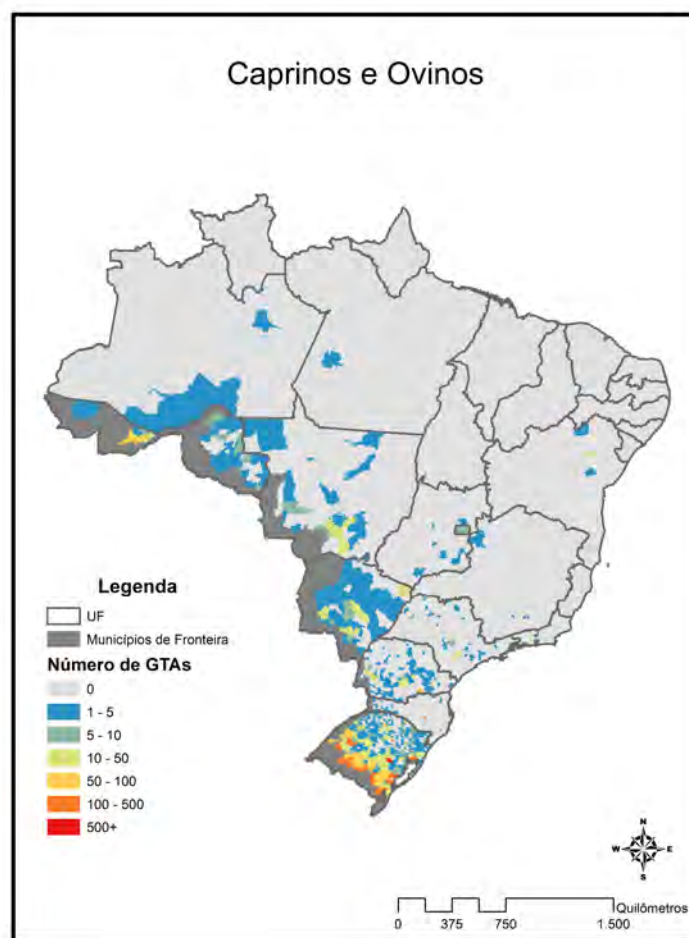 Caprinos e Ovinos
Legenda
UF
Municípios de Fronteira
Número de GTAs
0
1 - 5
5 - 10
10 - 50
50 - 100
100 - 500
500+
N
W E
S
Quilômetros
0 375 750 1.500